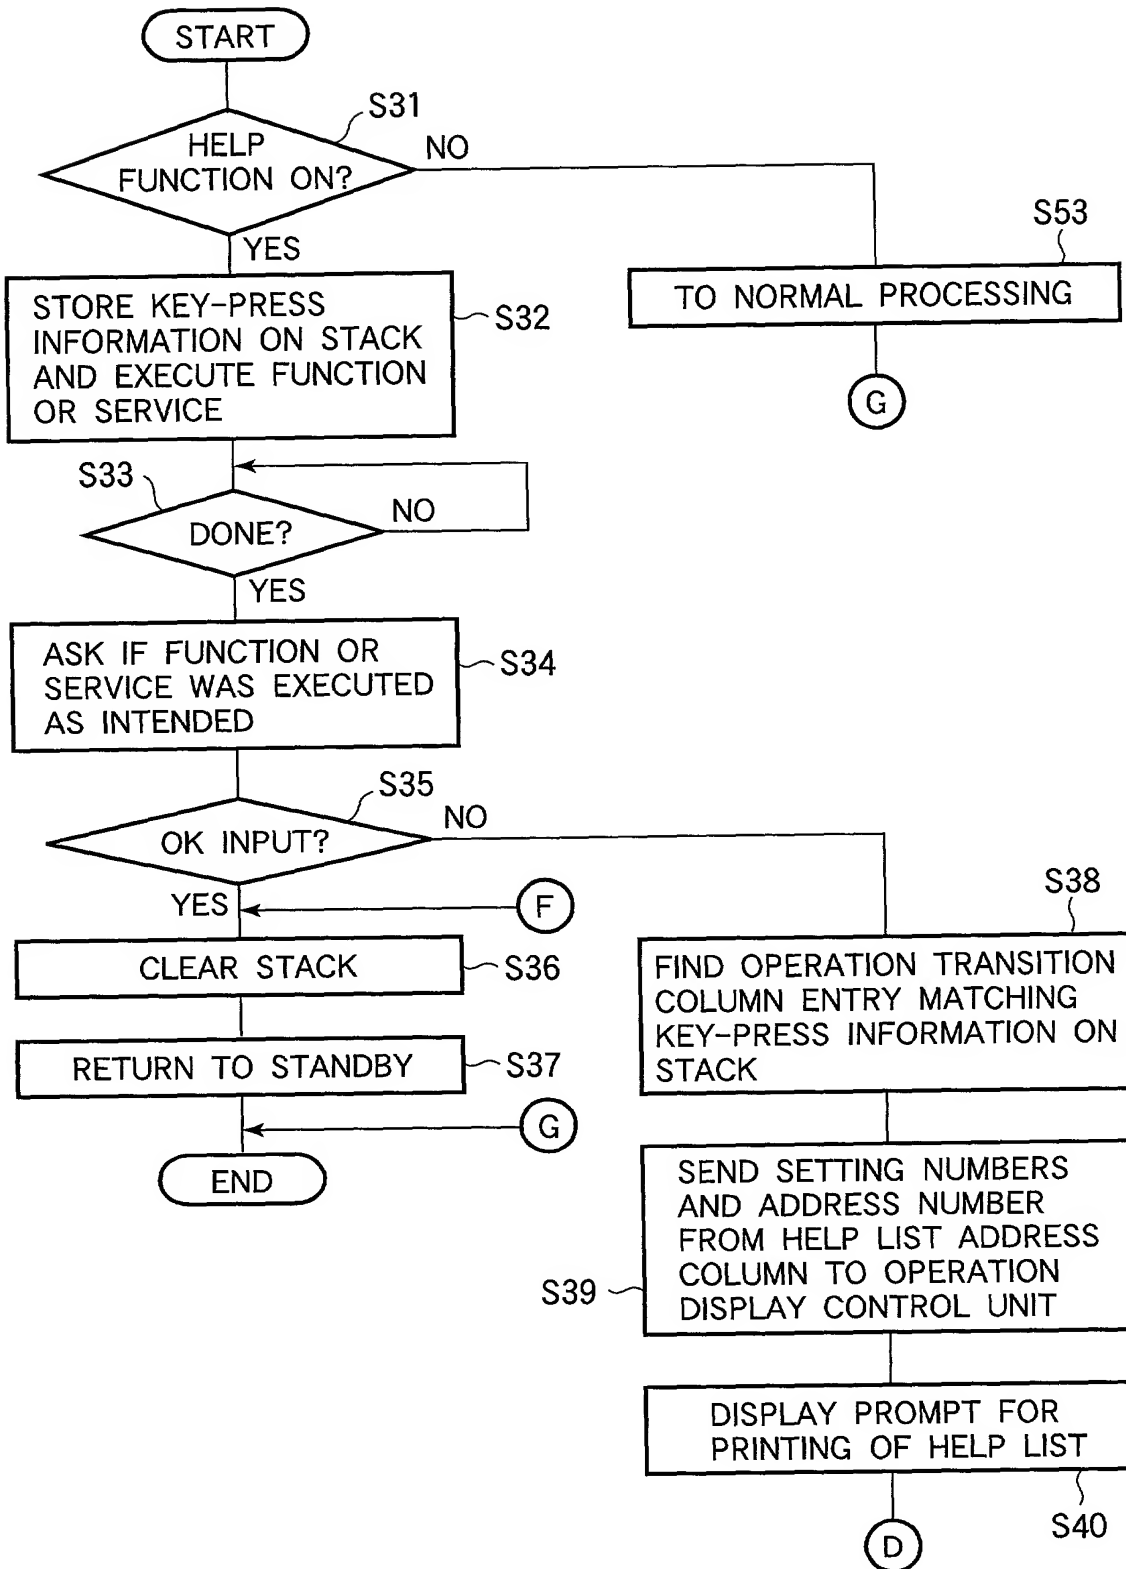 START
S31
HELP
FUNCTION ON?
NO
YES
S53
TO NORMAL PROCESSING
G
STORE KEY-PRESS
INFORMATION ON STACK
AND EXECUTE FUNCTION
OR SERVICE
S32
S33
DONE?
NO
YES
ASK IF FUNCTION OR
SERVICE WAS EXECUTED
AS INTENDED
S34
S35
OK INPUT?
NO
YES
F
CLEAR STACK
S36
RETURN TO STANDBY
S37
G
END
S38
FIND OPERATION TRANSITION
COLUMN ENTRY MATCHING
KEY-PRESS INFORMATION ON
STACK
SEND SETTING NUMBERS
AND ADDRESS NUMBER
FROM HELP LIST ADDRESS
COLUMN TO OPERATION
DISPLAY CONTROL UNIT
S39
DISPLAY PROMPT FOR
PRINTING OF HELP LIST
S40
D